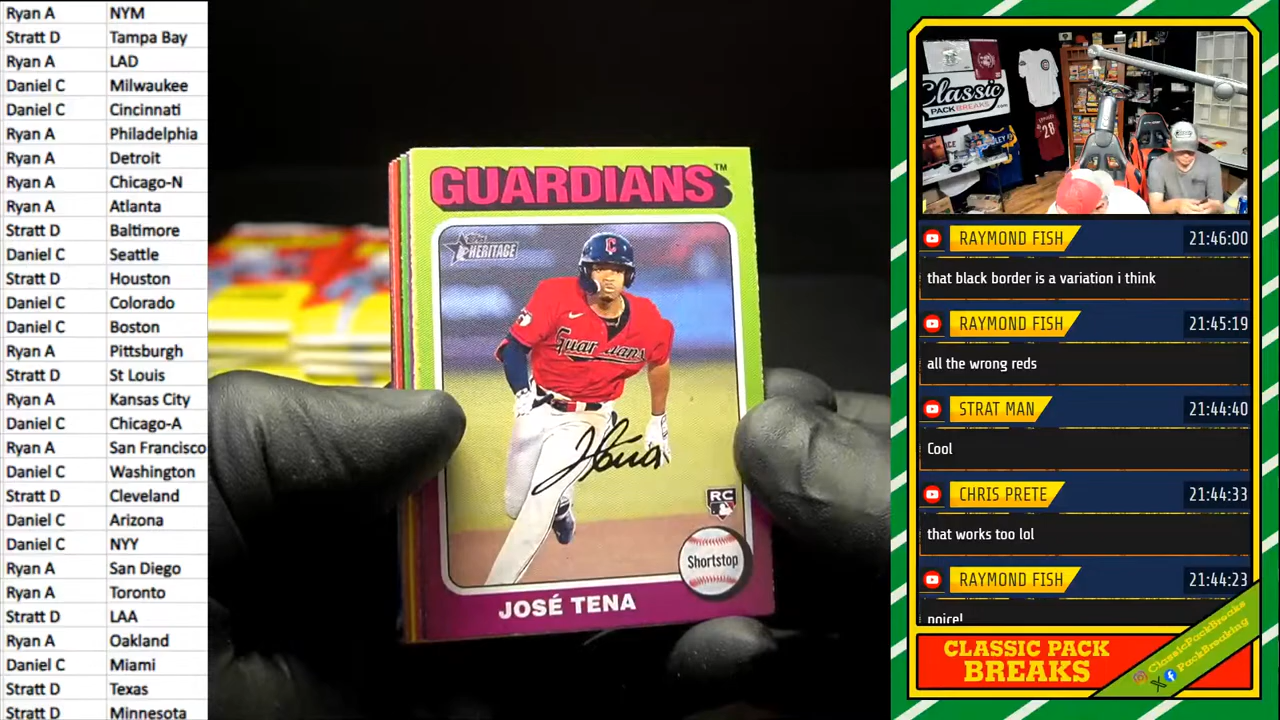 Ryan A NYM
Stratt D Tampa Bay
Ryan A LAD
Daniel C Milwaukee
Daniel C Cincinnati
Ryan A Philadelphia
Ryan A Detroit
Ryan A Chicago-N
Ryan A Atlanta
Stratt D Baltimore
Daniel C Seattle
Stratt D Houston
Daniel C Colorado
Daniel C Boston
Ryan A Pittsburgh
Stratt D St Louis
Ryan A Kansas City
Daniel C Chicago-A
Ryan A San Francisco
Daniel C Washington
Stratt D Cleveland
Daniel C Arizona
Daniel C NYY
Ryan A San Diego
Ryan A Toronto
Stratt D LAA
Ryan A Oakland
Daniel C Miami
Stratt D Texas
Stratt D Minnesota
GUARDIANS™
HERITAGE
Guardians
RC
Shortstop
JOSÉ TENA
Classic
PACK BREAKS
28
RAYMOND FISH 21:46:00
that black border is a variation i think
RAYMOND FISH 21:45:19
all the wrong reds
STRAT MAN 21:44:40
Cool
CHRIS PRETE 21:44:33
that works too lol
RAYMOND FISH 21:44:23
noice!
CLASSIC PACK
BREAKS
ClassicPackBreaks
PackBreaking